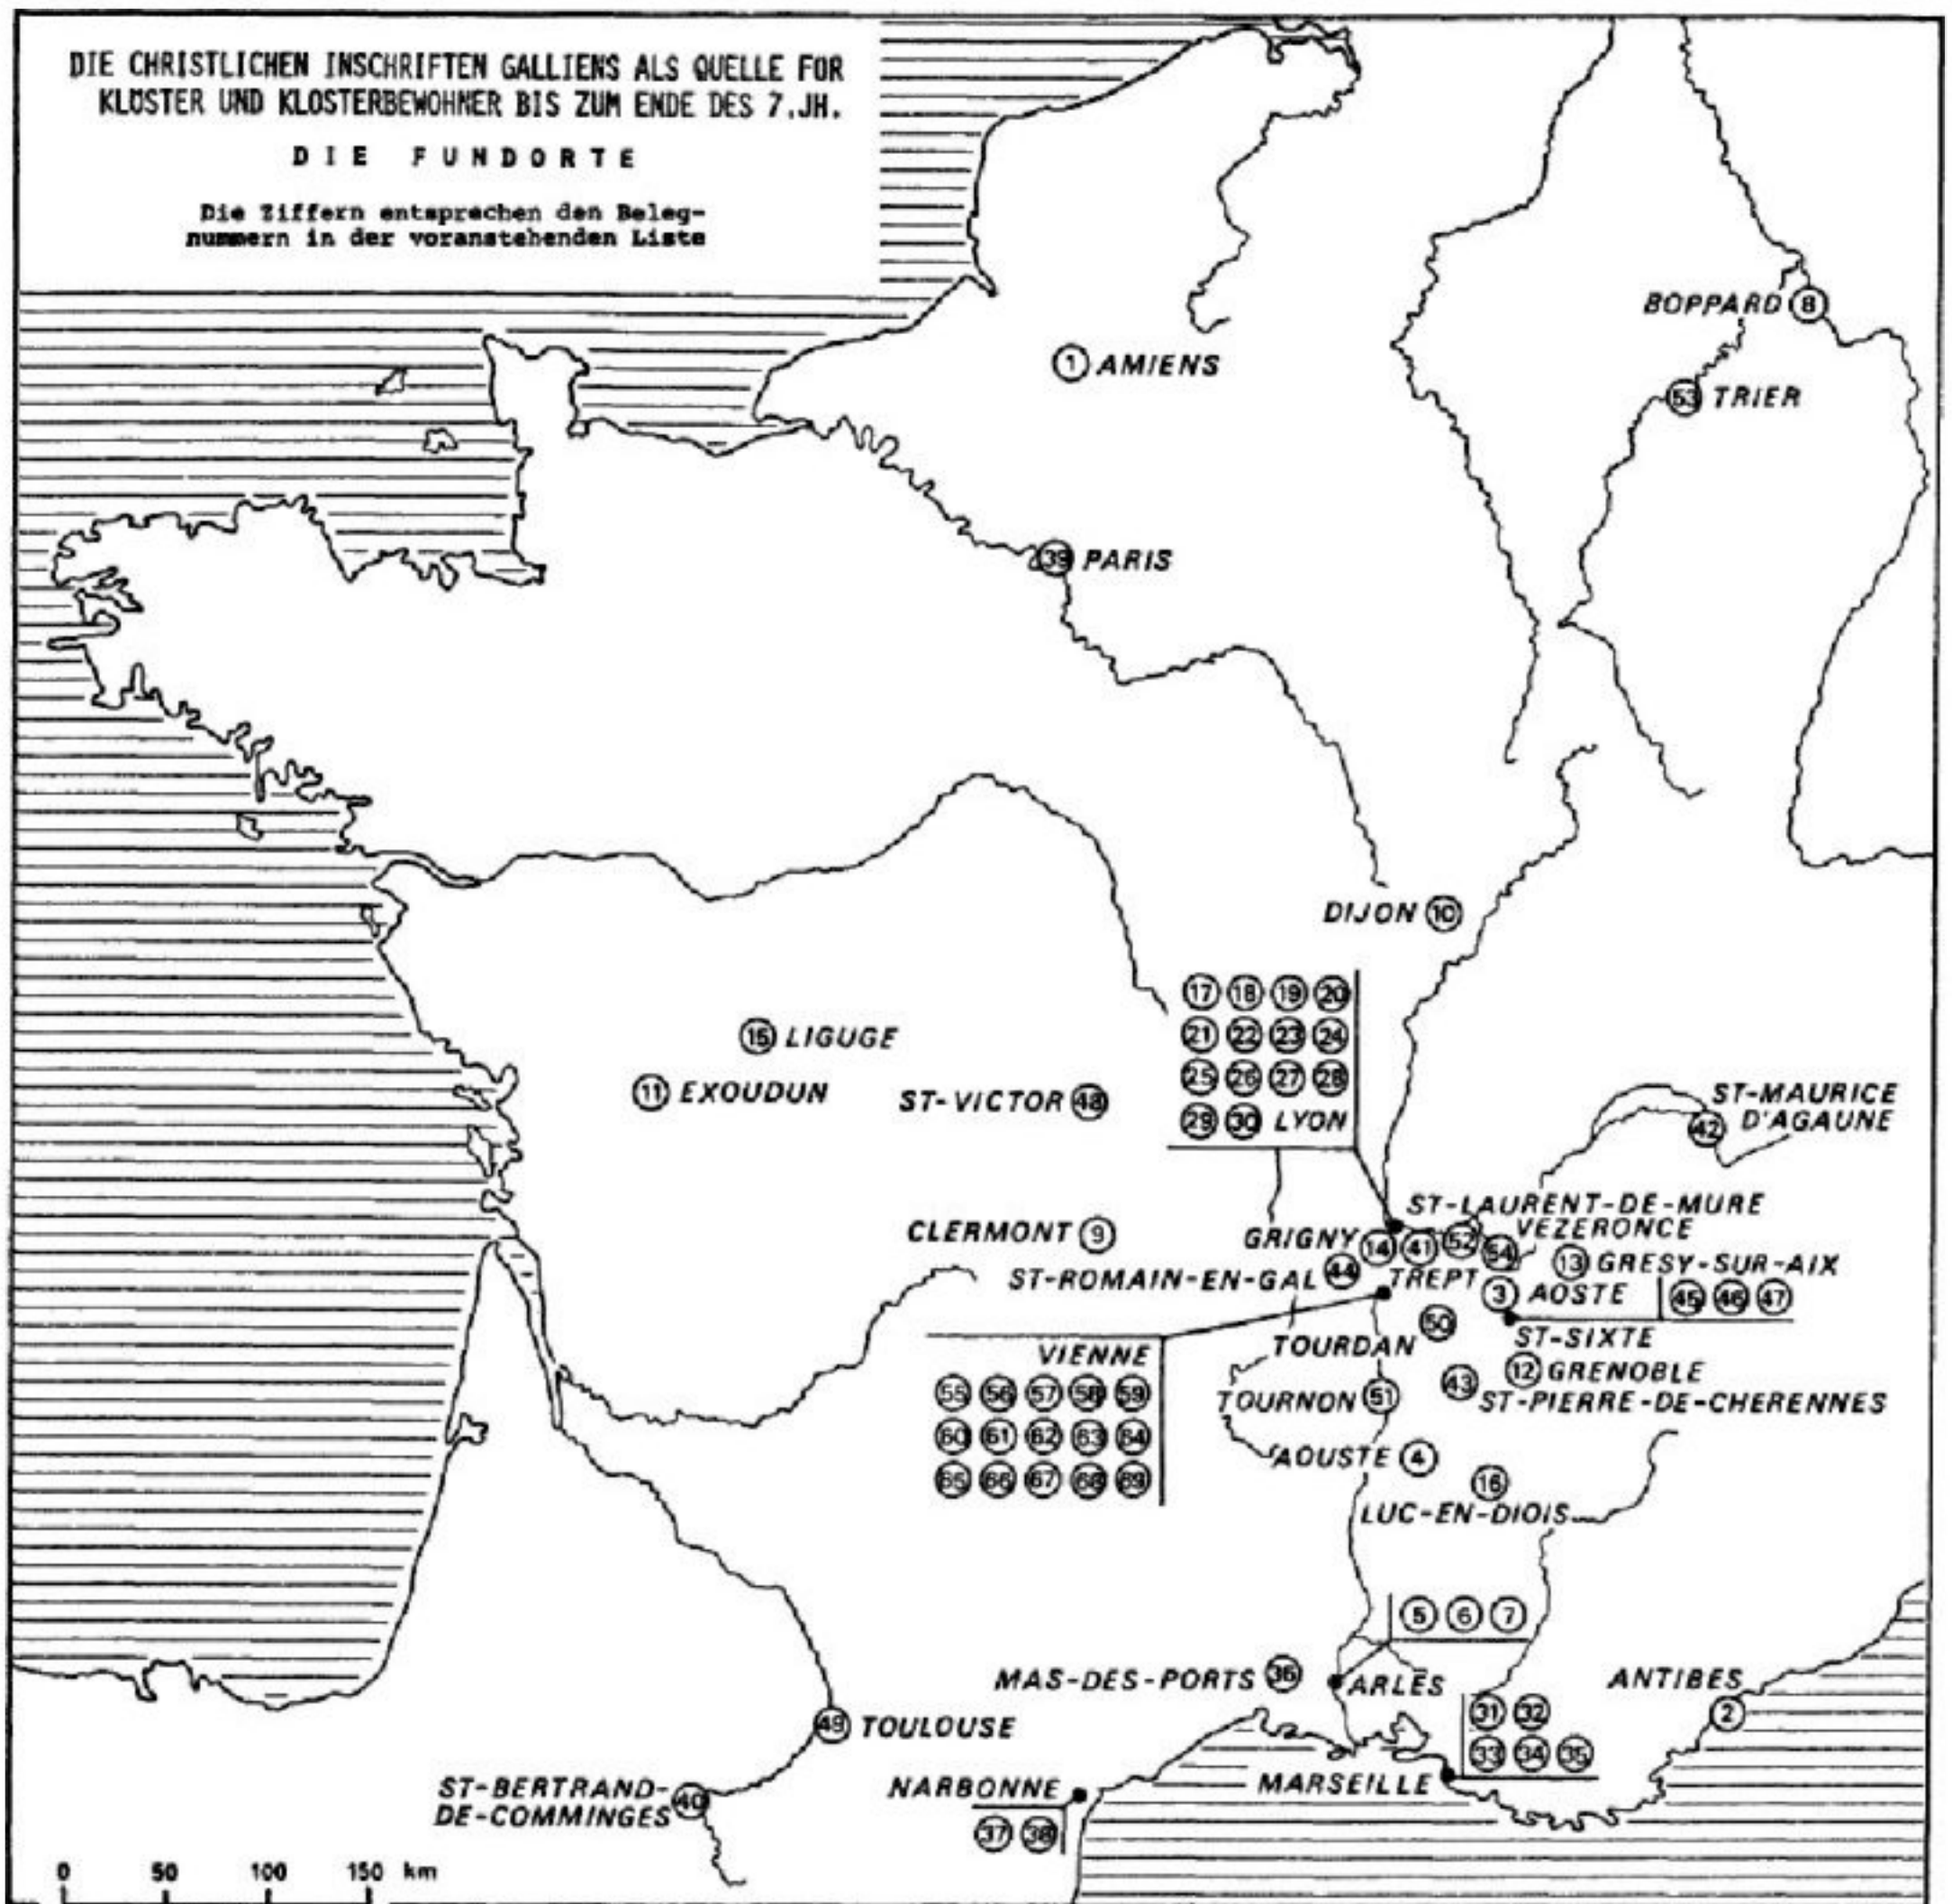 DIE CHRISTLICHEN INSCHRIFTEN GALLIENS ALS QUELLE FÜR
KLÖSTER UND KLOSTERBEWOHNER BIS ZUM ENDE DES 7.JH.
DIE FUNDORTE
Die Ziffern entsprechen den Beleg-
nummern in der voranstehenden Liste
BOPPARD 8
1 AMIENS
53 TRIER
39 PARIS
DIJON 10
17 18 19 20
21 22 23 24
25 26 27 28
29 30 LYON
15 LIGUGE
11 EXOUDUN
ST-VICTOR 48
ST-MAURICE
42 D'AGAUNE
ST-LAURENT-DE-MURE
VEZERONCE
CLERMONT 9
GRIGNY 14 41 52 54
13 GRESY-SUR-AIX
ST-ROMAIN-EN-GAL 44
TREPT
3 AOSTE
45 46 47
50
TOURDAN
ST-SIXTE
VIENNE
55 56 57 58 59
60 61 62 63 64
65 66 67 68 69
12 GRENOBLE
TOURNON 51
43 ST-PIERRE-DE-CHERENNES
AOUSTE 4
16
LUC-EN-DIOIS
5 6 7
MAS-DES-PORTS 36
ARLES
ANTIBES
2
31 32
33 34 35
MARSEILLE
49 TOULOUSE
ST-BERTRAND-
DE-COMMINGES 40
NARBONNE
37 38
0 50 100 150 km